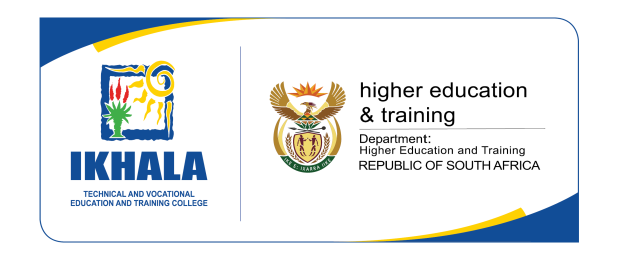 IKHALA
TECHNICAL AND VOCATIONAL
EDUCATION AND TRAINING COLLEGE
higher education
& training
Department:
Higher Education and Training
REPUBLIC OF SOUTH AFRICA